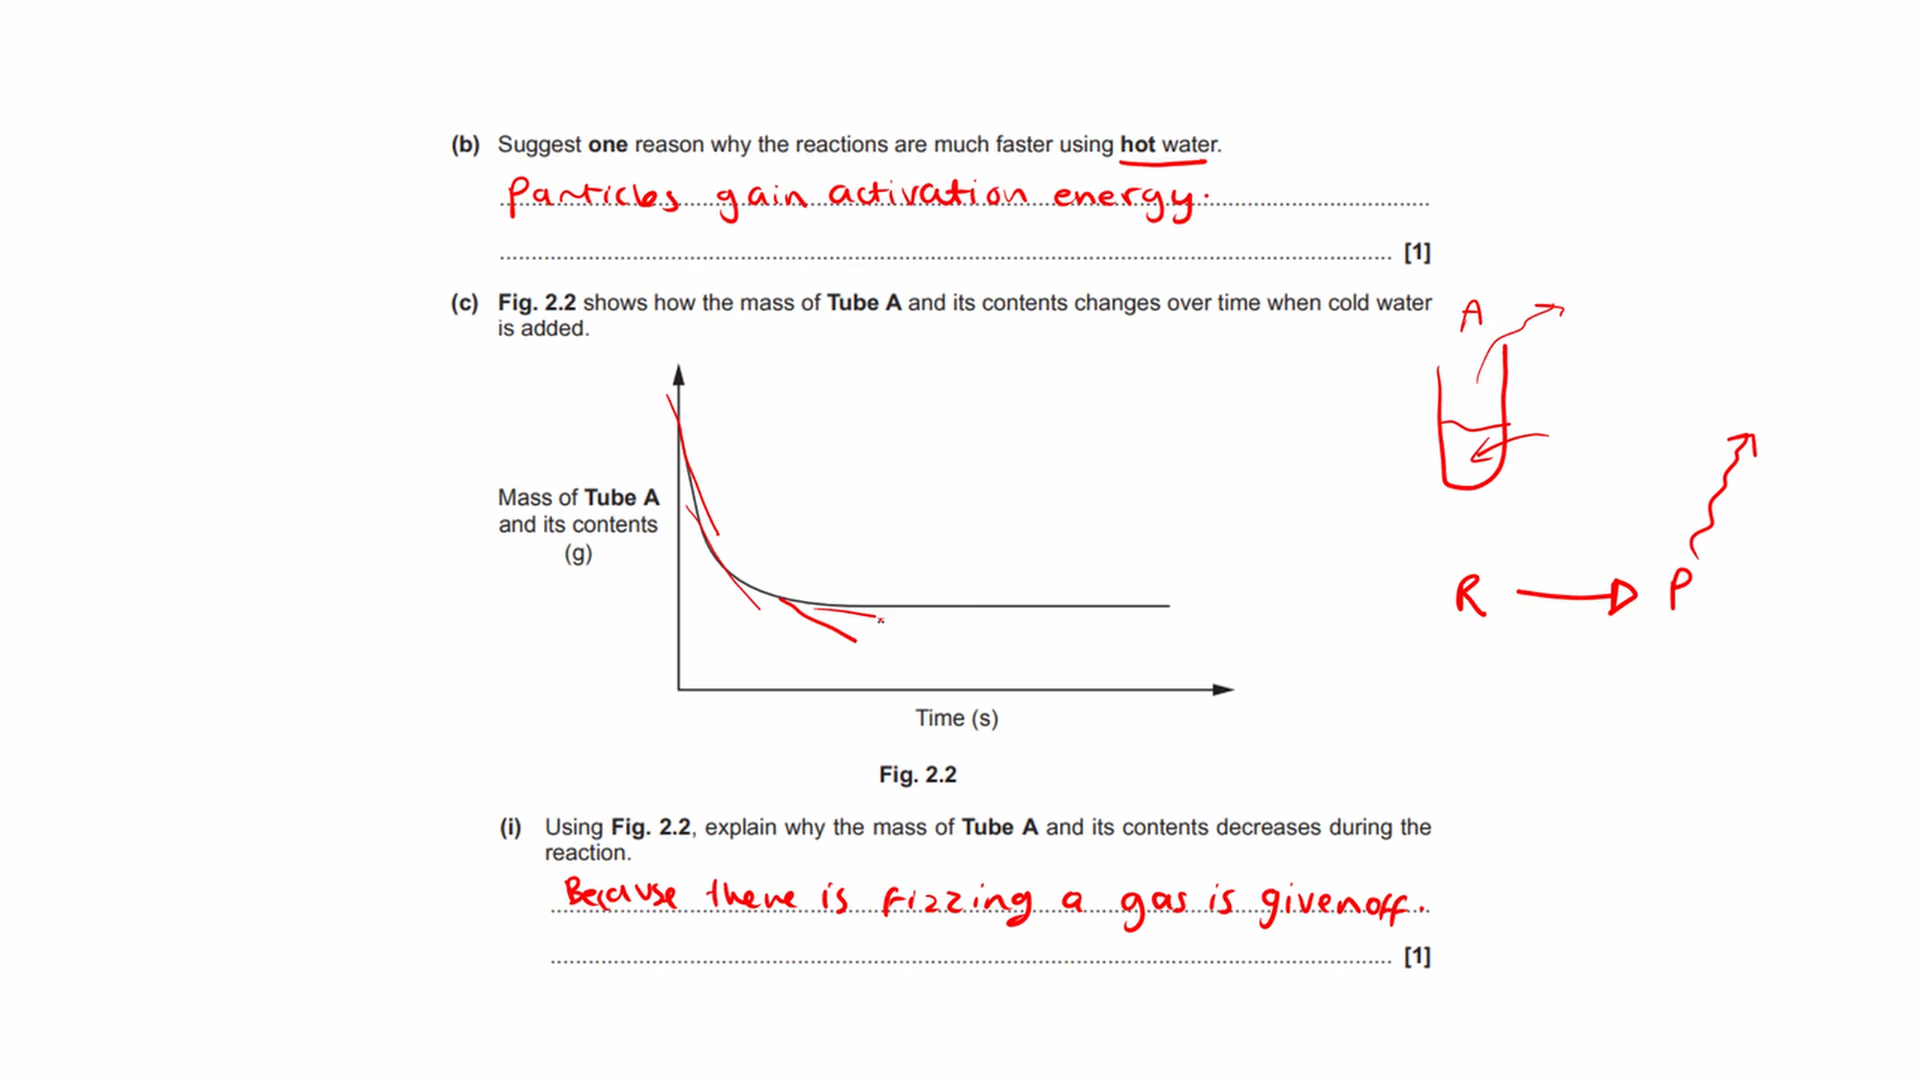 (b) Suggest one reason why the reactions are much faster using hot water.
Particles gain activation energy.
[1]
(c) Fig. 2.2 shows how the mass of Tube A and its contents changes over time when cold water
is added.
A
Mass of Tube A
and its contents
(g)
R P
Time (s)
Fig. 2.2
(i) Using Fig. 2.2, explain why the mass of Tube A and its contents decreases during the
reaction.
Because there is fizzing a gas is given off.
[1]